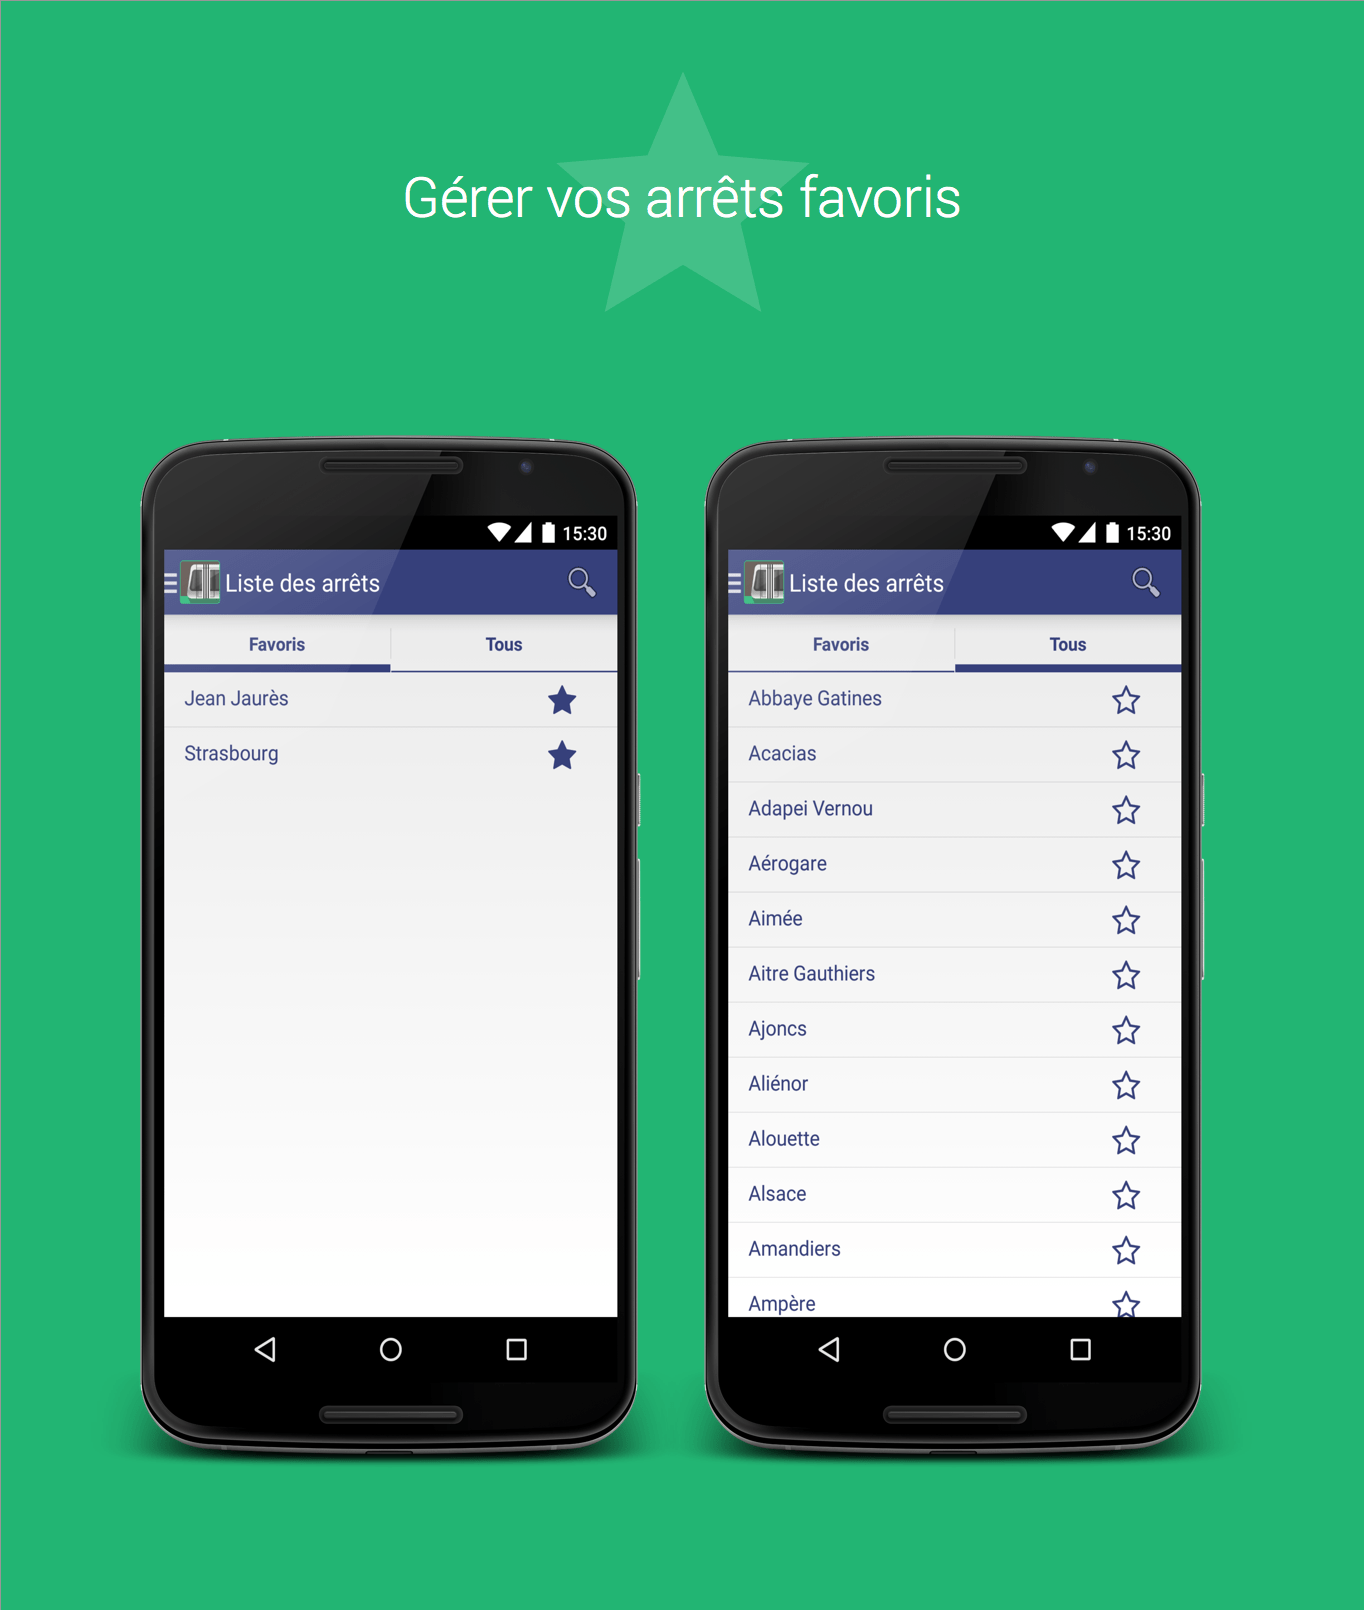 Gérer vos arrêts favoris
15:30
Liste des arrêts
Favoris
Tous
Jean Jaurès
Strasbourg
15:30
Liste des arrêts
Favoris
Tous
Abbaye Gatines
Acacias
Adapei Vernou
Aérogare
Aimée
Aitre Gauthiers
Ajoncs
Aliénor
Alouette
Alsace
Amandiers
Ampère